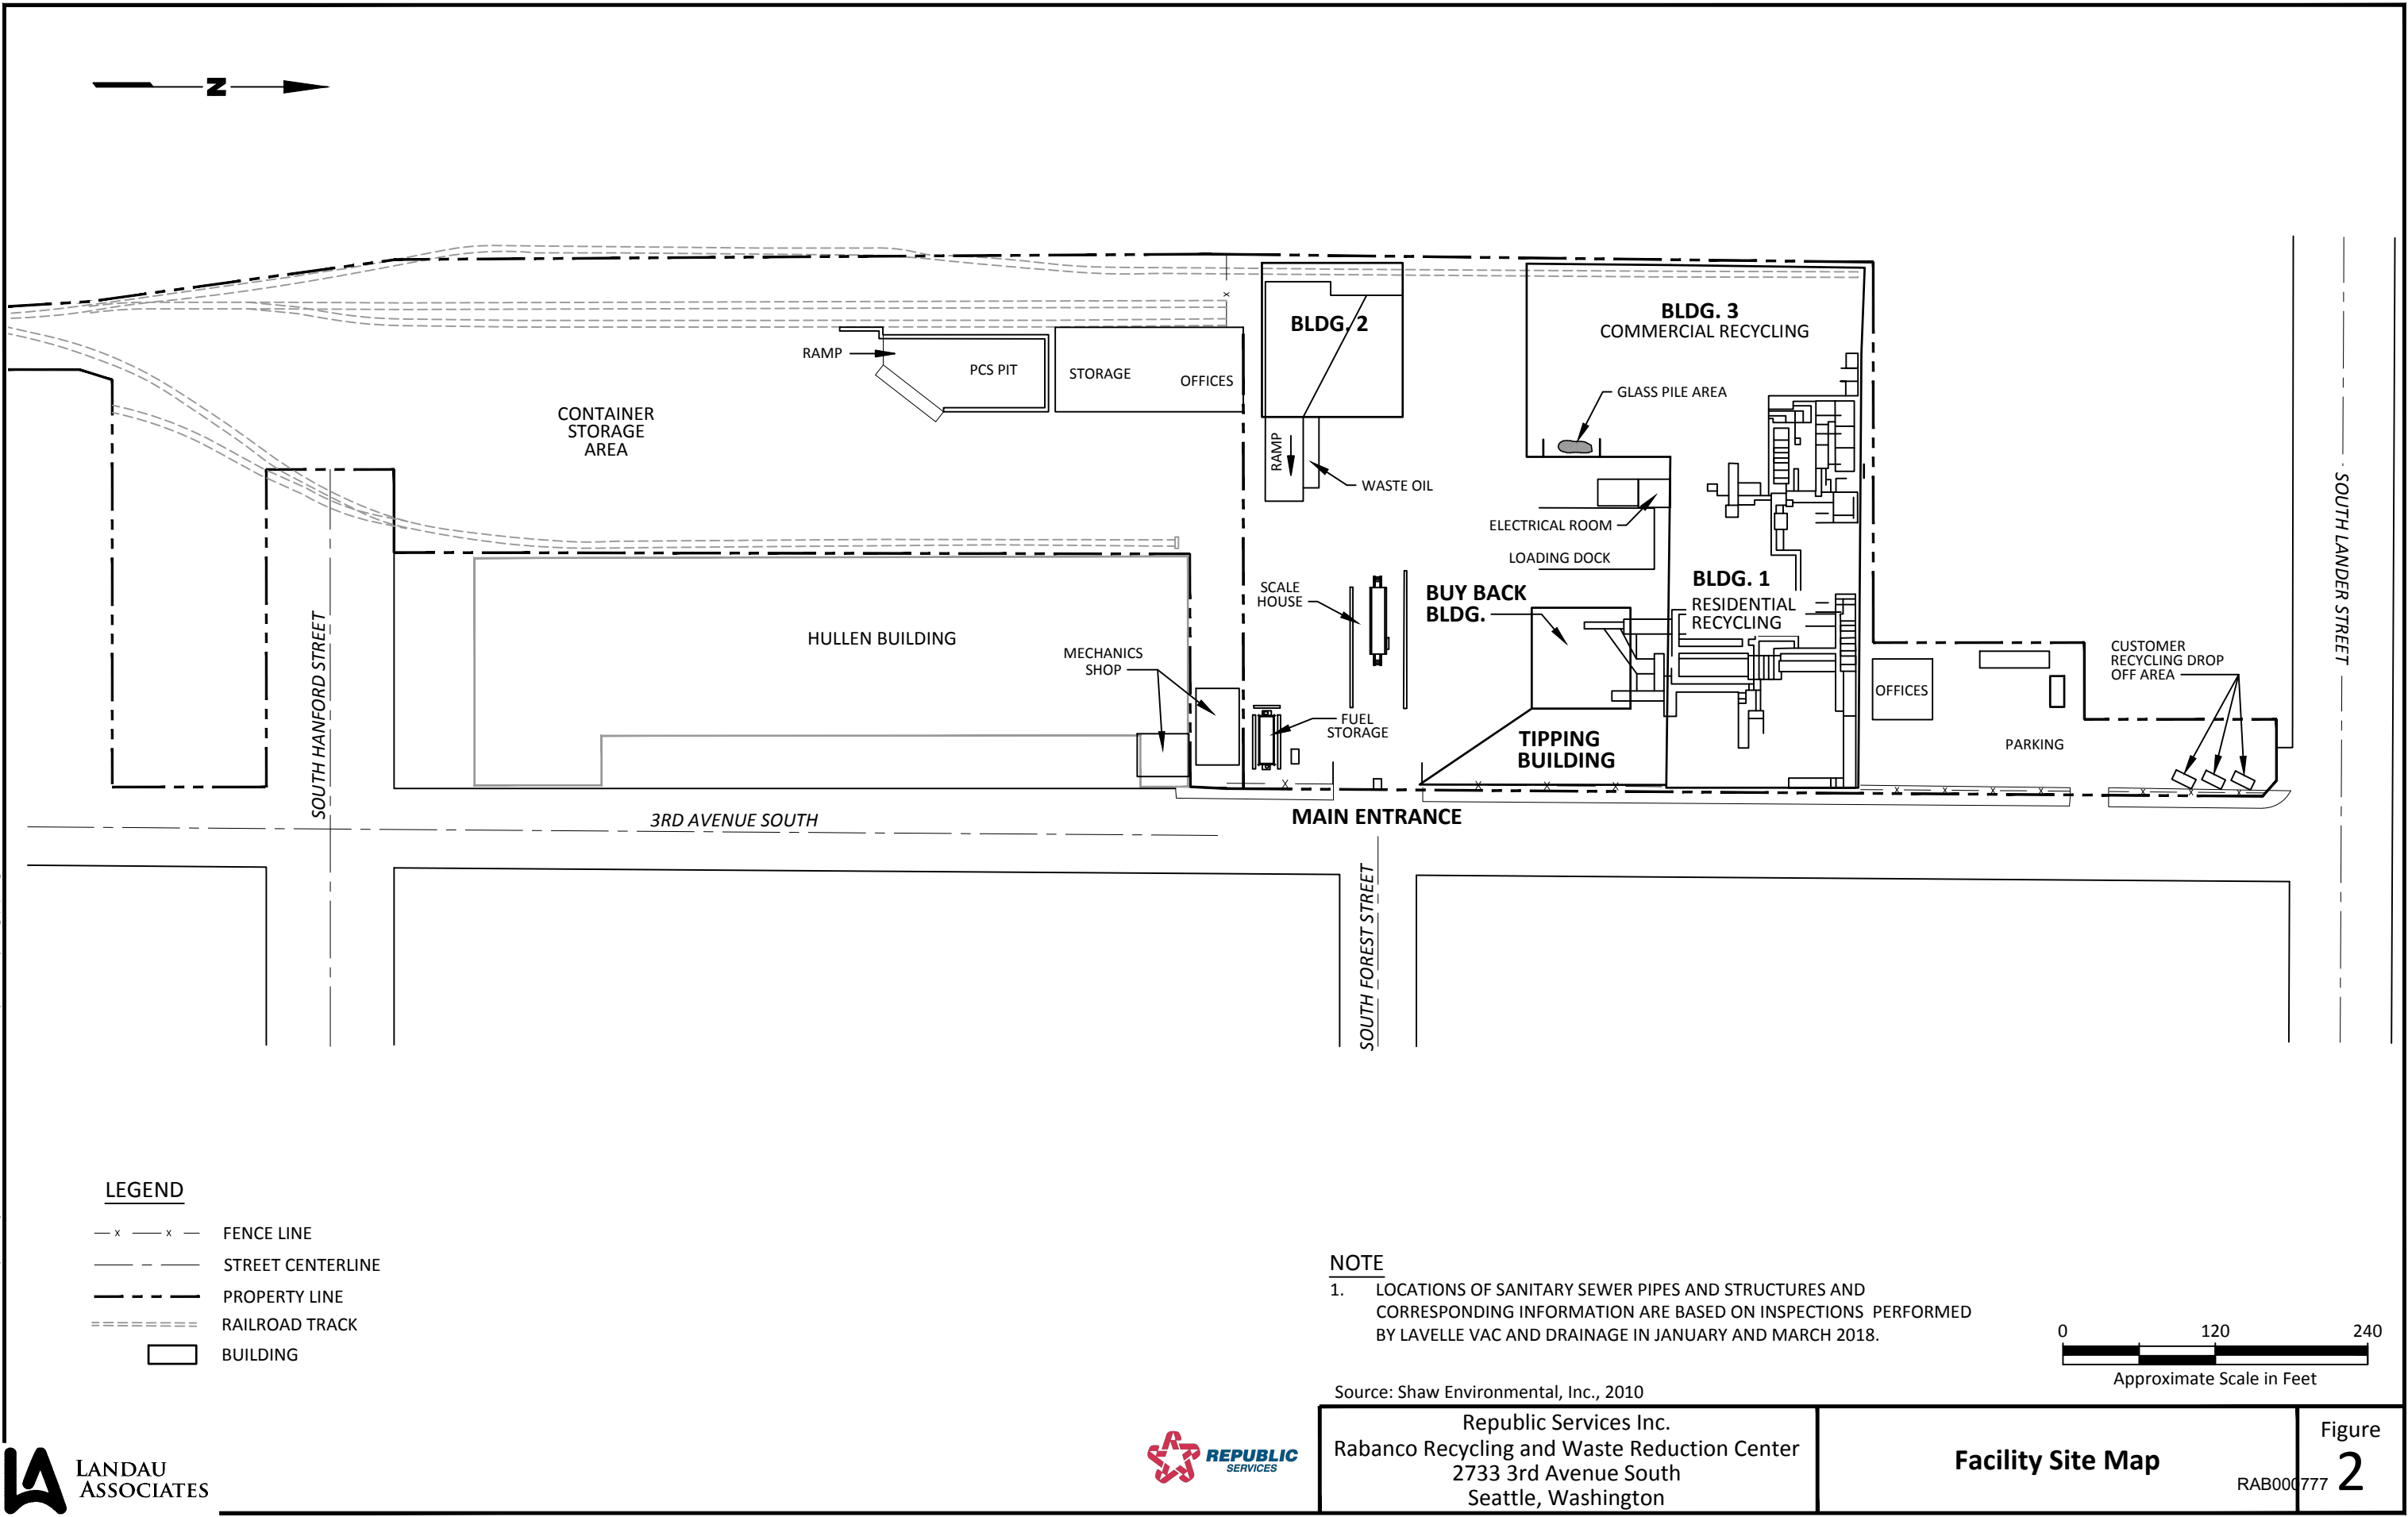 N
BLDG. 2
BLDG. 3
COMMERCIAL RECYCLING
RAMP
PCS PIT
STORAGE
OFFICES
GLASS PILE AREA
CONTAINER
STORAGE
AREA
RAMP
WASTE OIL
ELECTRICAL ROOM
LOADING DOCK
SOUTH LANDER STREET
SCALE
HOUSE
BUY BACK
BLDG.
BLDG. 1
RESIDENTIAL
RECYCLING
HULLEN BUILDING
SOUTH HANFORD STREET
MECHANICS
SHOP
CUSTOMER
RECYCLING DROP
OFF AREA
OFFICES
FUEL
STORAGE
TIPPING
BUILDING
PARKING
3RD AVENUE SOUTH
MAIN ENTRANCE
SOUTH FOREST STREET
LEGEND
x x FENCE LINE
STREET CENTERLINE
PROPERTY LINE
RAILROAD TRACK
BUILDING
NOTE
1. LOCATIONS OF SANITARY SEWER PIPES AND STRUCTURES AND
CORRESPONDING INFORMATION ARE BASED ON INSPECTIONS PERFORMED
BY LAVELLE VAC AND DRAINAGE IN JANUARY AND MARCH 2018.
0 120 240
Approximate Scale in Feet
Source: Shaw Environmental, Inc., 2010
LA
LANDAU
ASSOCIATES
REPUBLIC
SERVICES
Republic Services Inc.
Rabanco Recycling and Waste Reduction Center
2733 3rd Avenue South
Seattle, Washington
Facility Site Map
Figure
2
RAB000777